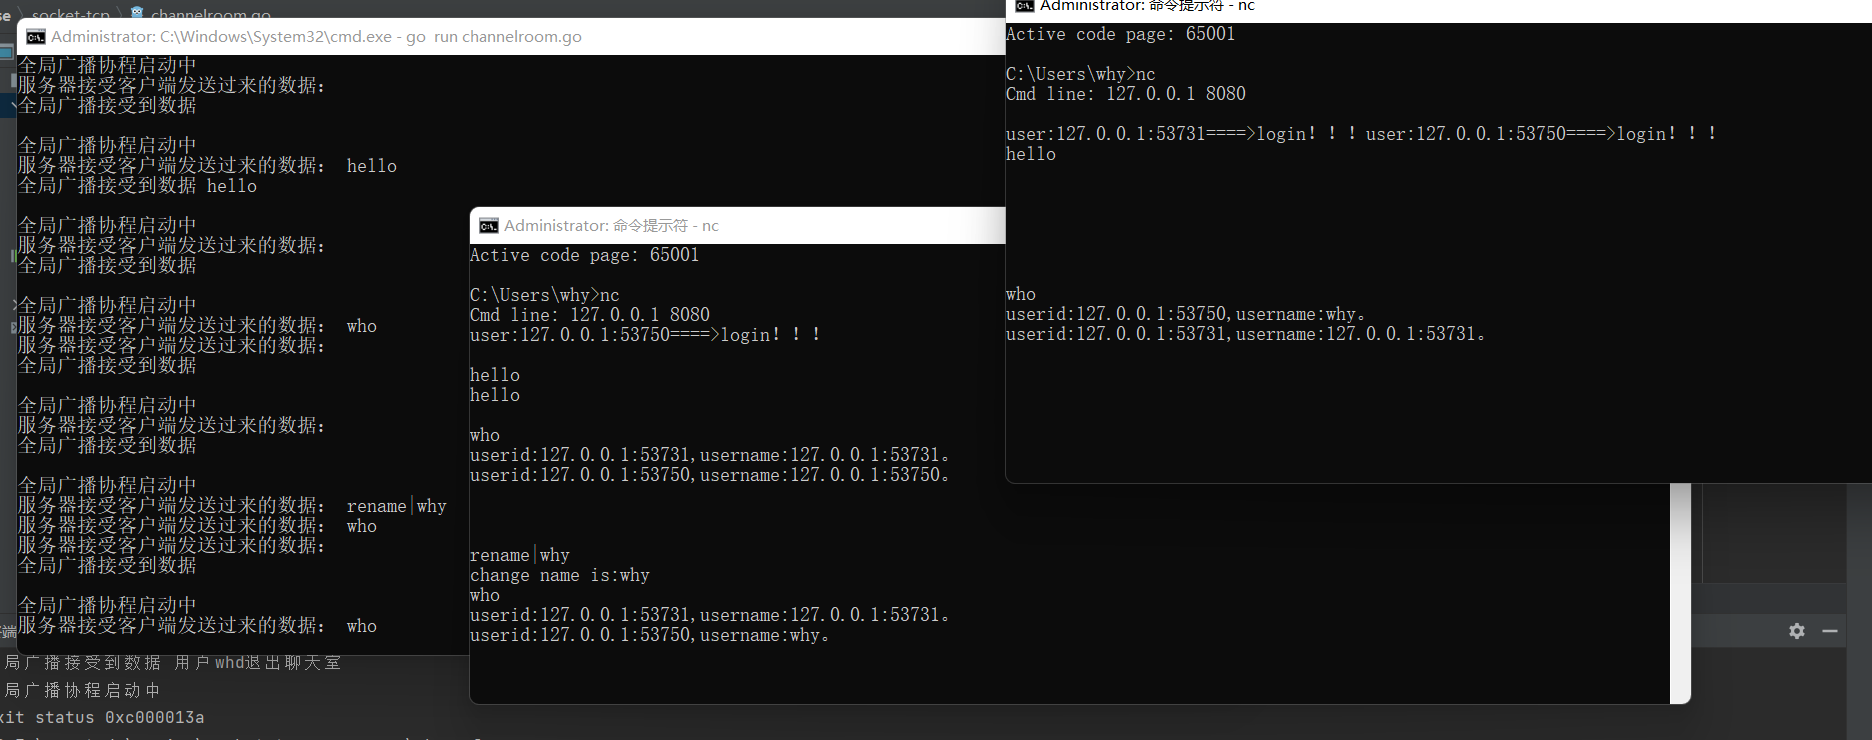 socket-tcp
channelroom.go
Administrator: C:\Windows\System32\cmd.exe - go  run channelroom.go
全局广播协程启动中
服务器接受客户端发送过来的数据：
全局广播接受到数据
全局广播协程启动中
服务器接受客户端发送过来的数据： hello
全局广播接受到数据 hello
全局广播协程启动中
服务器接受客户端发送过来的数据：
全局广播接受到数据
全局广播协程启动中
服务器接受客户端发送过来的数据： who
服务器接受客户端发送过来的数据：
全局广播接受到数据
全局广播协程启动中
服务器接受客户端发送过来的数据：
全局广播接受到数据
全局广播协程启动中
服务器接受客户端发送过来的数据： rename|why
服务器接受客户端发送过来的数据： who
服务器接受客户端发送过来的数据：
全局广播接受到数据
全局广播协程启动中
服务器接受客户端发送过来的数据： who
局广播接受到数据 用户whd退出聊天室
局广播协程启动中
xit status 0xc000013a
Administrator: 命令提示符 - nc
Active code page: 65001
C:\Users\why>nc
Cmd line: 127.0.0.1 8080
user:127.0.0.1:53750====>login！！！
hello
hello
who
userid:127.0.0.1:53731,username:127.0.0.1:53731。
userid:127.0.0.1:53750,username:127.0.0.1:53750。
rename|why
change name is:why
who
userid:127.0.0.1:53731,username:127.0.0.1:53731。
userid:127.0.0.1:53750,username:why。
Administrator: 命令提示符 - nc
Active code page: 65001
C:\Users\why>nc
Cmd line: 127.0.0.1 8080
user:127.0.0.1:53731====>login！！！user:127.0.0.1:53750====>login！！！
hello
who
userid:127.0.0.1:53750,username:why。
userid:127.0.0.1:53731,username:127.0.0.1:53731。